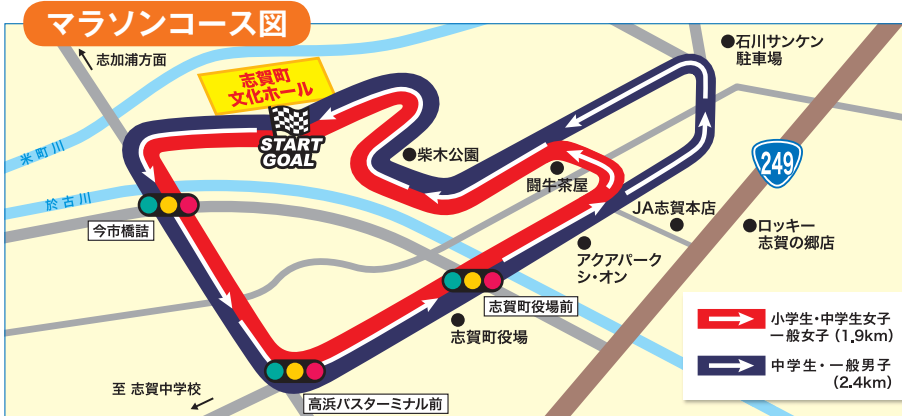 マラソンコース図
志加浦方面
志賀町
文化ホール
START
GOAL
米町川
於古川
今市橋詰
柴木公園
闘牛茶屋
石川サンケン
駐車場
249
JA志賀本店
ロッキー
志賀の郷店
アクアパーク
シ・オン
志賀町役場前
志賀町役場
高浜バスターミナル前
至 志賀中学校
小学生・中学生女子
一般女子(1.9km)
中学生・一般男子
(2.4km)